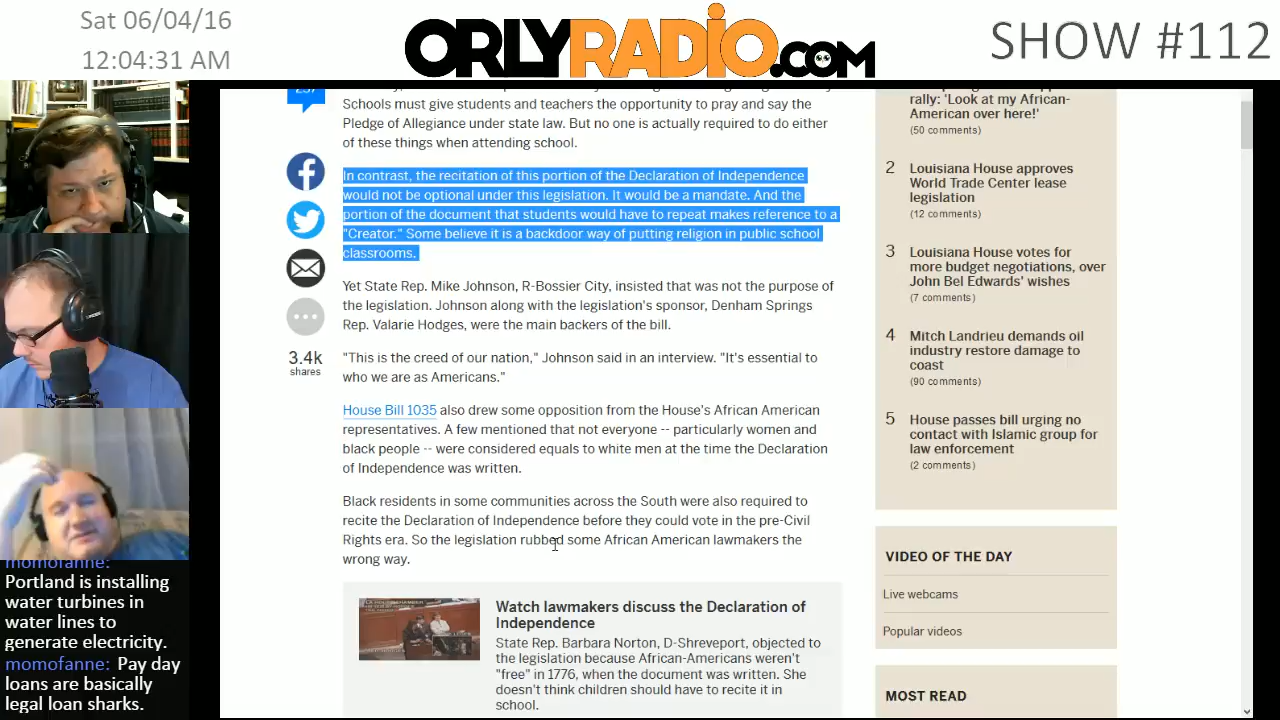 Sat 06/04/16
12:04:31 AM
ORLYRADIO.COM
SHOW #112
257
Schools must give students and teachers the opportunity to pray and say the
Pledge of Allegiance under state law. But no one is actually required to do either
of these things when attending school.
In contrast, the recitation of this portion of the Declaration of Independence
would not be optional under this legislation. It would be a mandate. And the
portion of the document that students would have to repeat makes reference to a
"Creator." Some believe it is a backdoor way of putting religion in public school
classrooms.
Yet State Rep. Mike Johnson, R-Bossier City, insisted that was not the purpose of
the legislation. Johnson along with the legislation's sponsor, Denham Springs
Rep. Valarie Hodges, were the main backers of the bill.
3.4k
shares
"This is the creed of our nation," Johnson said in an interview. "It's essential to
who we are as Americans."
House Bill 1035 also drew some opposition from the House's African American
representatives. A few mentioned that not everyone -- particularly women and
black people -- were considered equals to white men at the time the Declaration
of Independence was written.
Black residents in some communities across the South were also required to
recite the Declaration of Independence before they could vote in the pre-Civil
Rights era. So the legislation rubbed some African American lawmakers the
wrong way.
Watch lawmakers discuss the Declaration of
Independence
State Rep. Barbara Norton, D-Shreveport, objected to
the legislation because African-Americans weren't
"free" in 1776, when the document was written. She
doesn't think children should have to recite it in
school.
rally: 'Look at my African-
American over here!'
(50 comments)
2
Louisiana House approves
World Trade Center lease
legislation
(12 comments)
3
Louisiana House votes for
more budget negotiations, over
John Bel Edwards' wishes
(7 comments)
4
Mitch Landrieu demands oil
industry restore damage to
coast
(90 comments)
5
House passes bill urging no
contact with Islamic group for
law enforcement
(2 comments)
VIDEO OF THE DAY
Live webcams
Popular videos
MOST READ
momofanne:
Portland is installing
water turbines in
water lines to
generate electricity.
momofanne: Pay day
loans are basically
legal loan sharks.